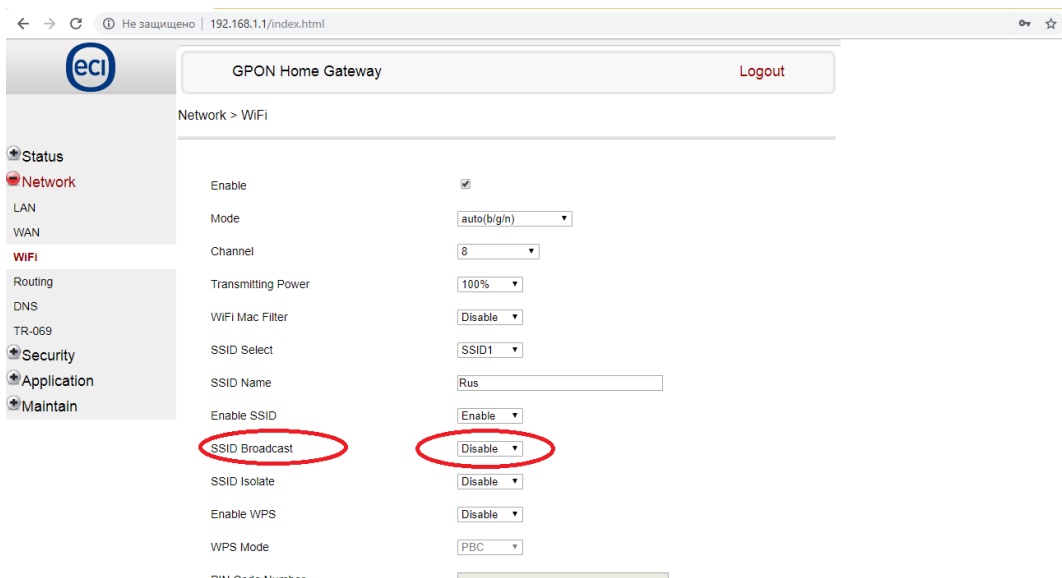 Не защищено | 192.168.1.1/index.html
eci
GPON Home Gateway
Logout
Network > WiFi
Status
Network
LAN
WAN
WiFi
Routing
DNS
TR-069
Security
Application
Maintain
Enable
Mode auto(b/g/n)
Channel 8
Transmitting Power 100%
WiFi Mac Filter Disable
SSID Select SSID1
SSID Name Rus
Enable SSID Enable
SSID Broadcast Disable
SSID Isolate Disable
Enable WPS Disable
WPS Mode PBC
PIN Code Number